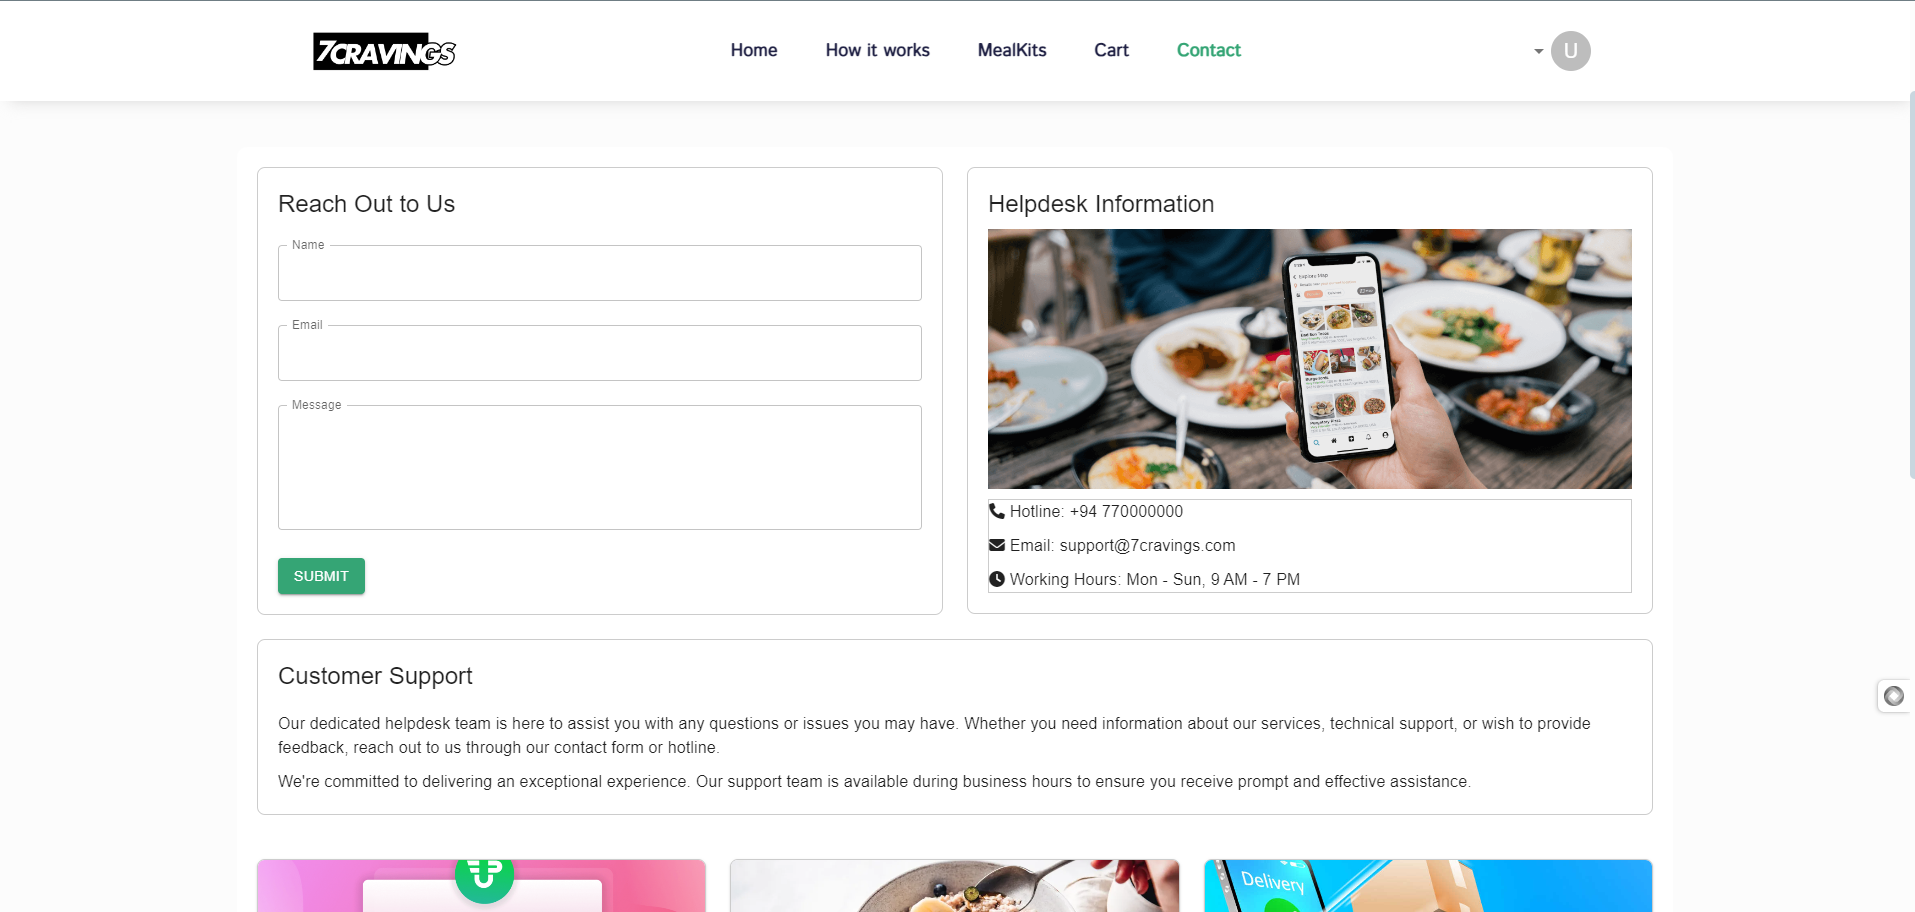 7CRAVINGS
Home
How it works
MealKits
Cart
Contact
U
Reach Out to Us
Name
Email
Message
SUBMIT
Helpdesk Information
Explore Map
Hotline: +94 770000000
Email: support@7cravings.com
Working Hours: Mon - Sun, 9 AM - 7 PM
Customer Support
Our dedicated helpdesk team is here to assist you with any questions or issues you may have. Whether you need information about our services, technical support, or wish to provide
feedback, reach out to us through our contact form or hotline.
We're committed to delivering an exceptional experience. Our support team is available during business hours to ensure you receive prompt and effective assistance.
Delivery